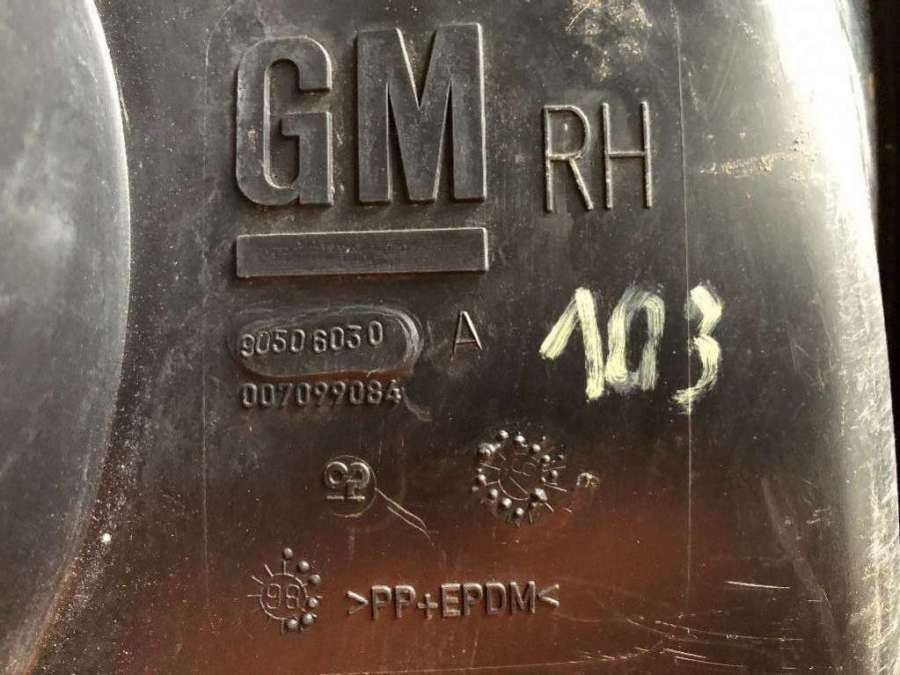 GM RH
90506030 A
103
007099084
>PP+EPDM<